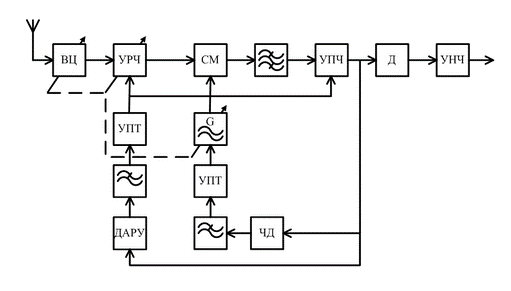 ВЦ УРЧ СМ УПЧ Д УНЧ
УПТ G
УПТ
ДАРУ ЧД